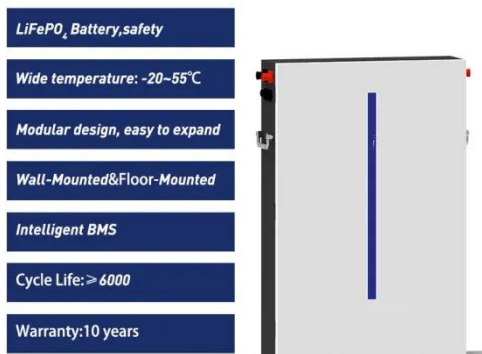 LiFePO₄ Battery,safety
Wide temperature: -20~55℃
Modular design, easy to expand
Wall-Mounted&Floor-Mounted
Intelligent BMS
Cycle Life:≥6000
Warranty:10 years